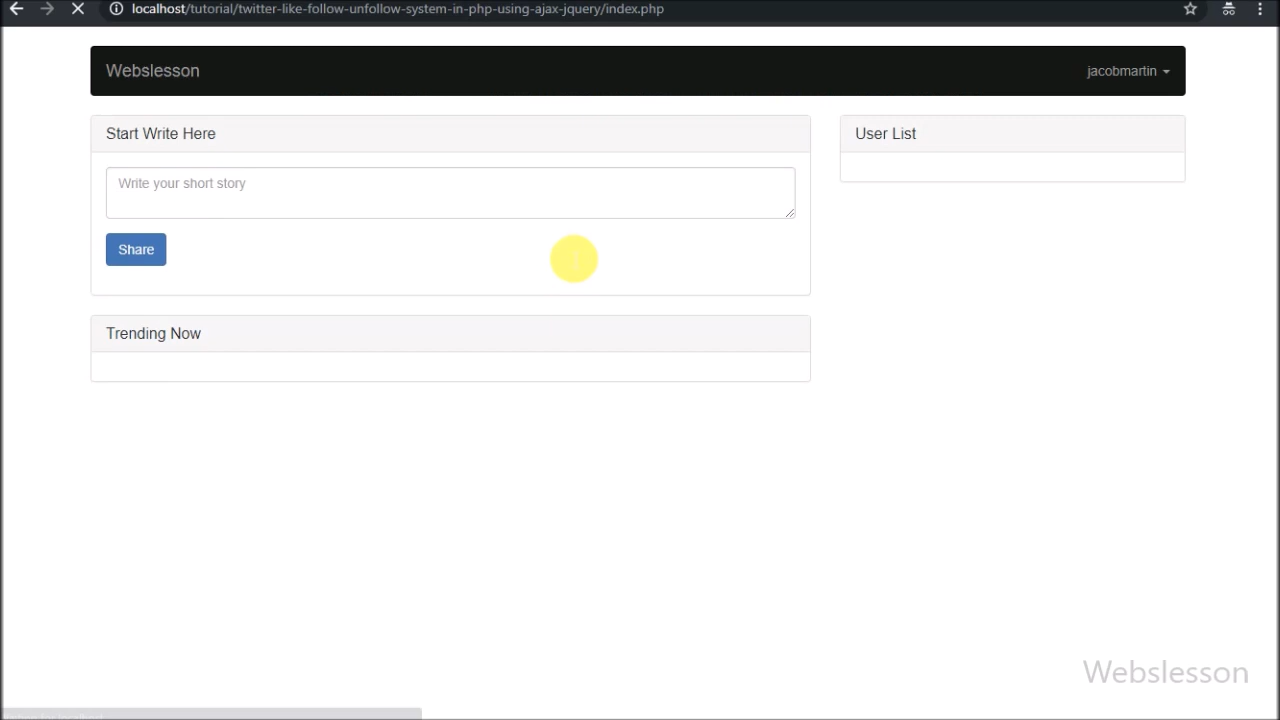 localhost/tutorial/twitter-like-follow-unfollow-system-in-php-using-ajax-jquery/index.php
Webslesson
jacobmartin
Start Write Here
User List
Write your short story
Share
Trending Now
Webslesson